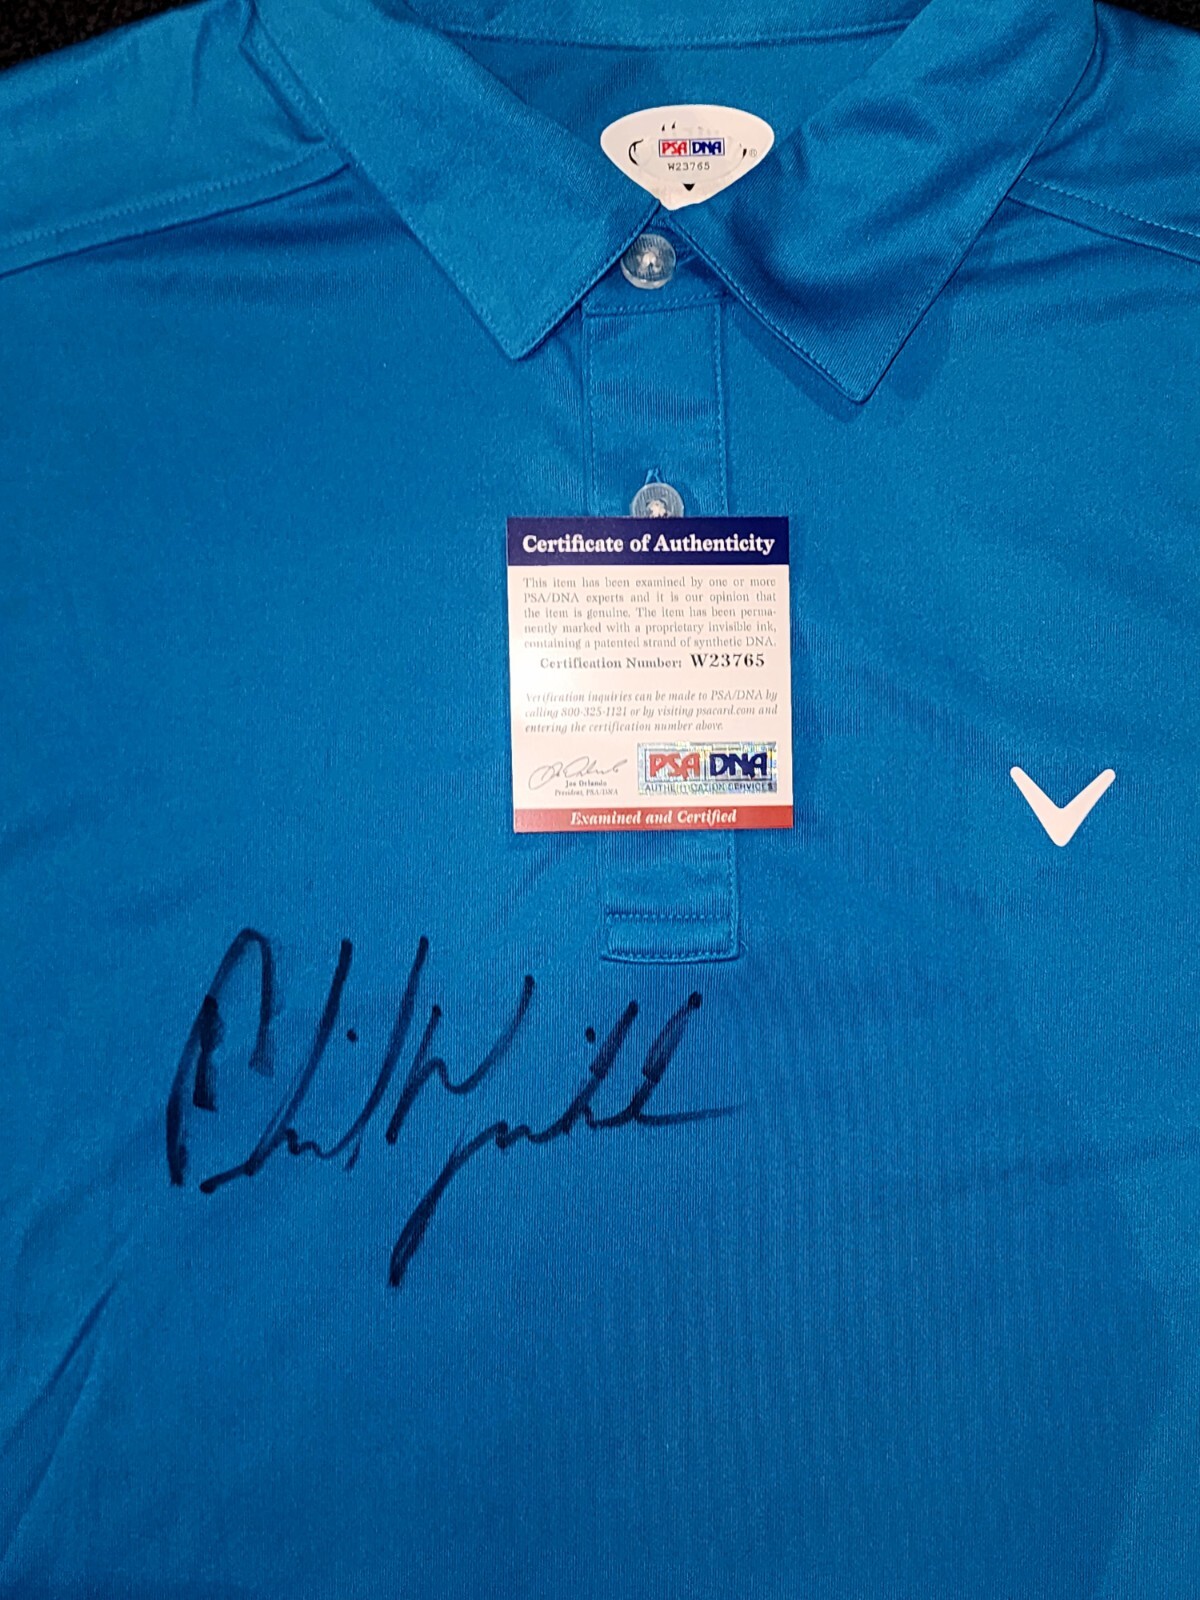 PSA DNA
W23765
®
Certificate of Authenticity
This item has been examined by one or more
PSA/DNA experts and it is our opinion that
the item is genuine. The item has been perma-
nently marked with a proprietary invisible ink,
containing a patented strand of synthetic DNA.
Certification Number: W23765
Verification inquiries can be made to PSA/DNA by
calling 800-325-1121 or by visiting psacard.com and
entering the certification number above.
Joe Orlando
President, PSA/DNA
PSA DNA
AUTHENTICATION SERVICES
Examined and Certified